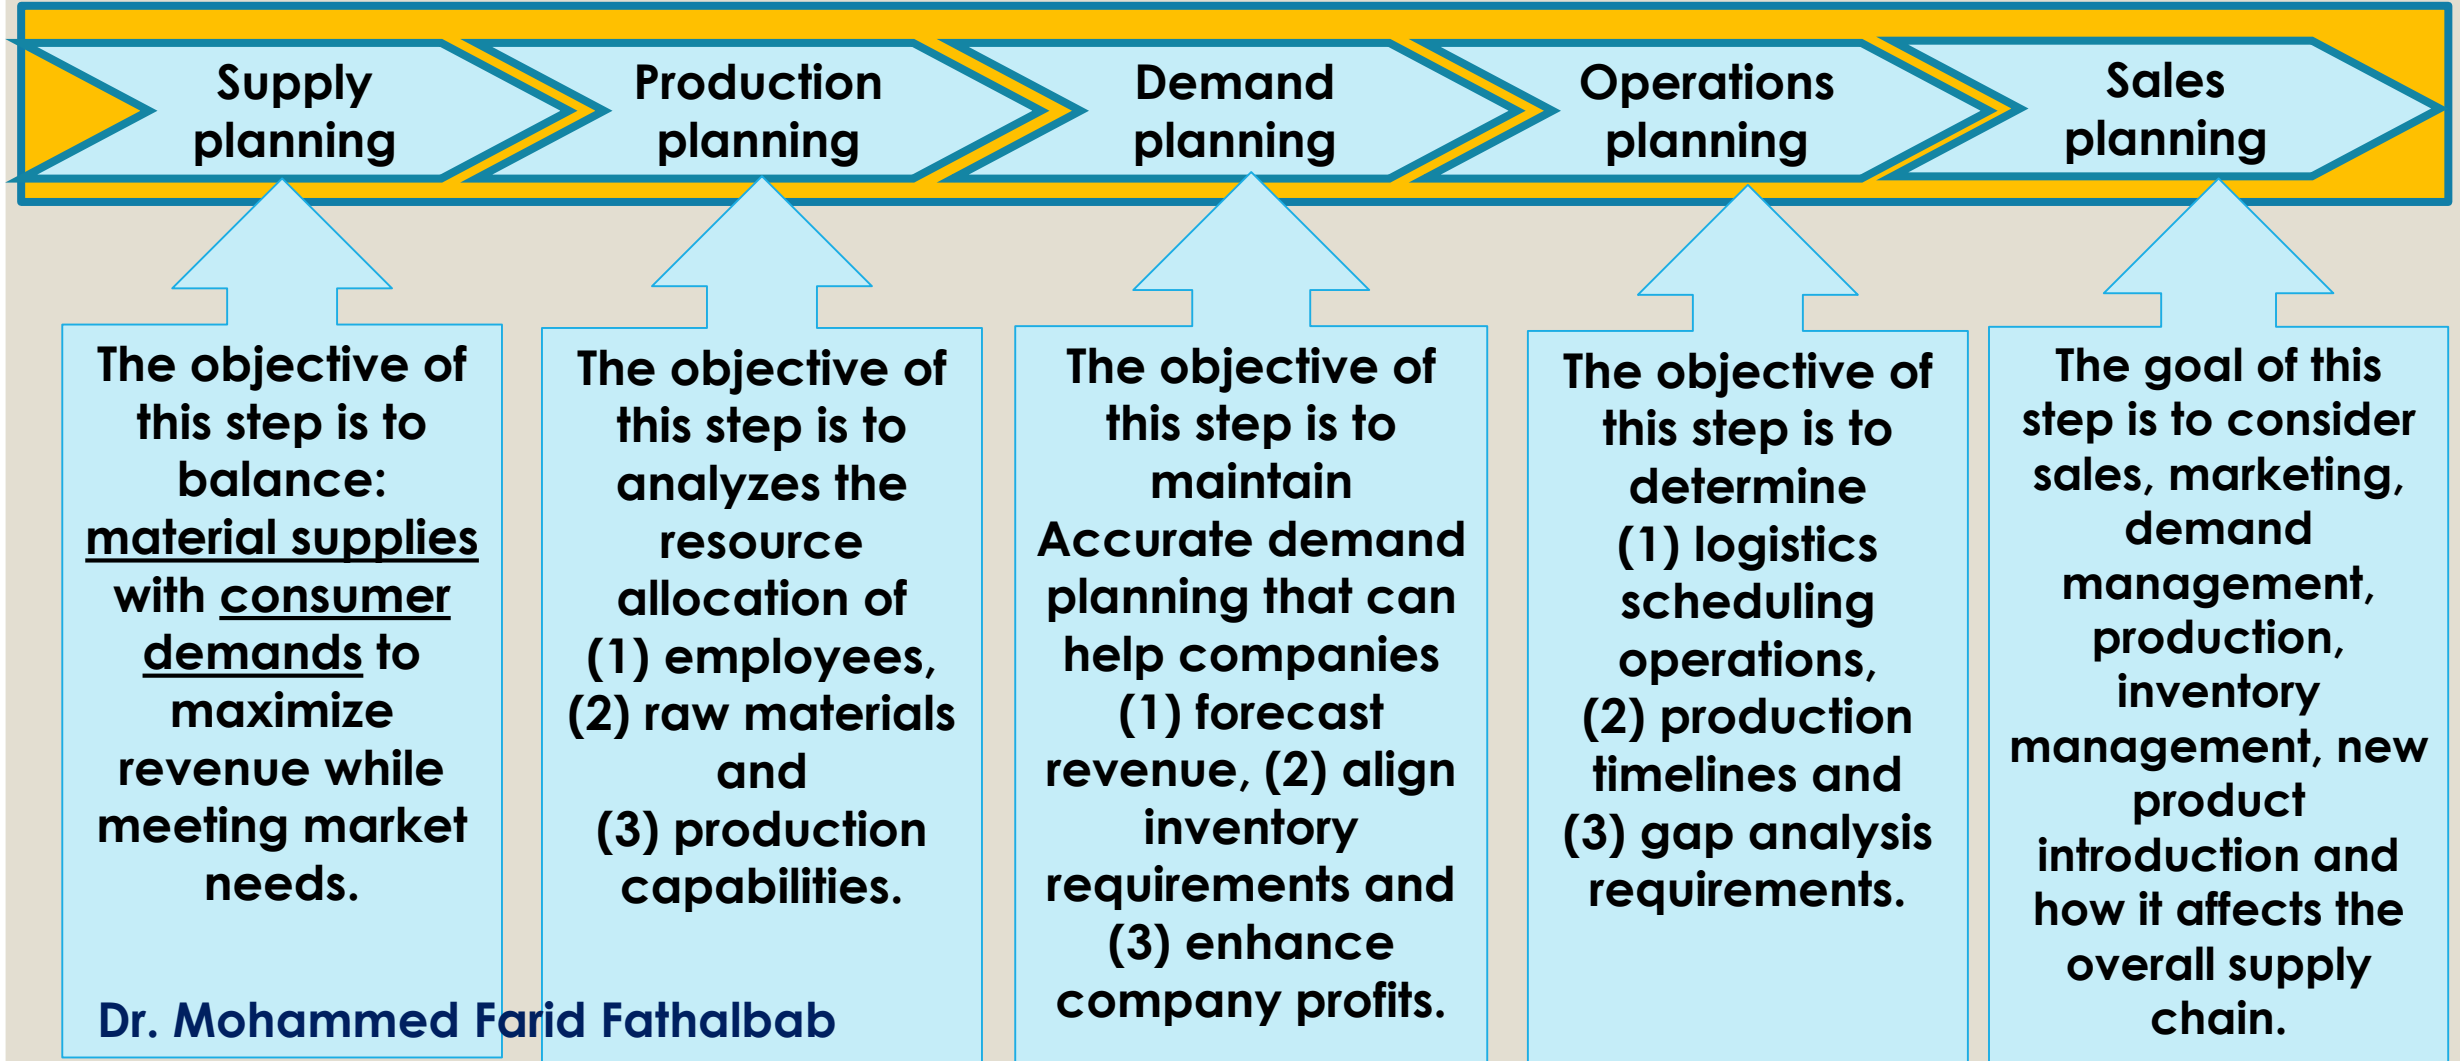 Supply
planning
Production
planning
Demand
planning
Operations
planning
Sales
planning
The objective of
this step is to
balance:
material supplies
with consumer
demands to
maximize
revenue while
meeting market
needs.
The objective of
this step is to
analyzes the
resource
allocation of
(1) employees,
(2) raw materials
and
(3) production
capabilities.
The objective of
this step is to
maintain
Accurate demand
planning that can
help companies
(1) forecast
revenue, (2) align
inventory
requirements and
(3) enhance
company profits.
The objective of
this step is to
determine
(1) logistics
scheduling
operations,
(2) production
timelines and
(3) gap analysis
requirements.
The goal of this
step is to consider
sales, marketing,
demand
management,
production,
inventory
management, new
product
introduction and
how it affects the
overall supply
chain.
Dr. Mohammed Farid Fathalbab